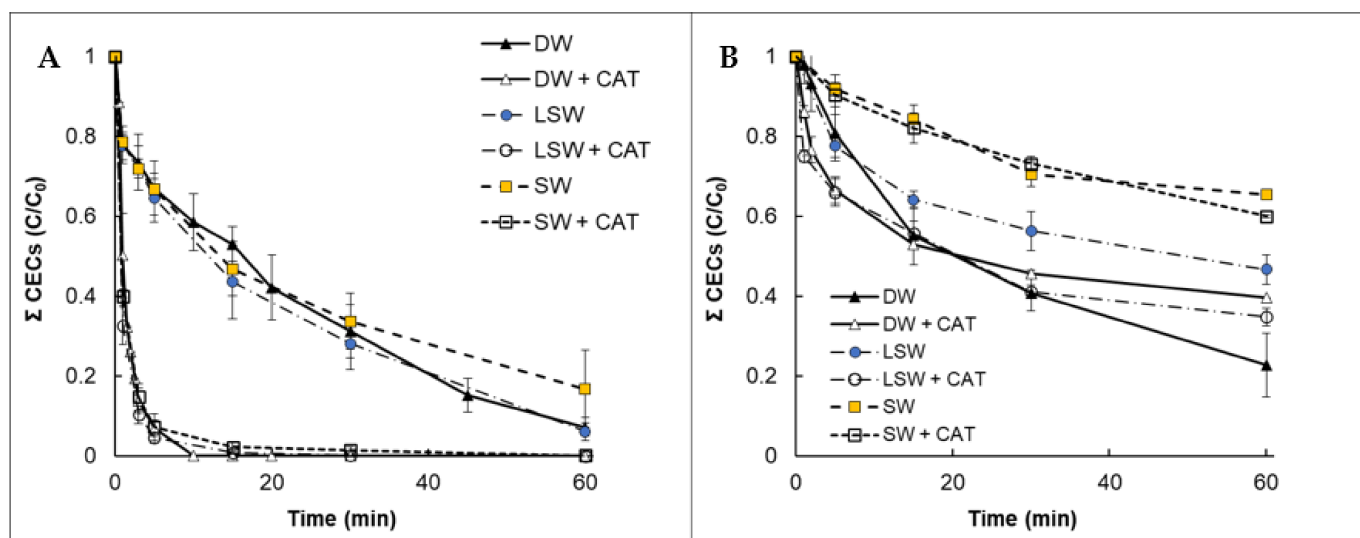 A
DW
DW + CAT
LSW
LSW + CAT
SW
SW + CAT
1
0.8
0.6
0.4
0.2
0
Σ CECs (C/C₀)
0
20
40
60
Time (min)
B
1
0.8
0.6
0.4
0.2
0
Σ CECs (C/C₀)
DW
DW + CAT
LSW
LSW + CAT
SW
SW + CAT
0
20
40
60
Time (min)